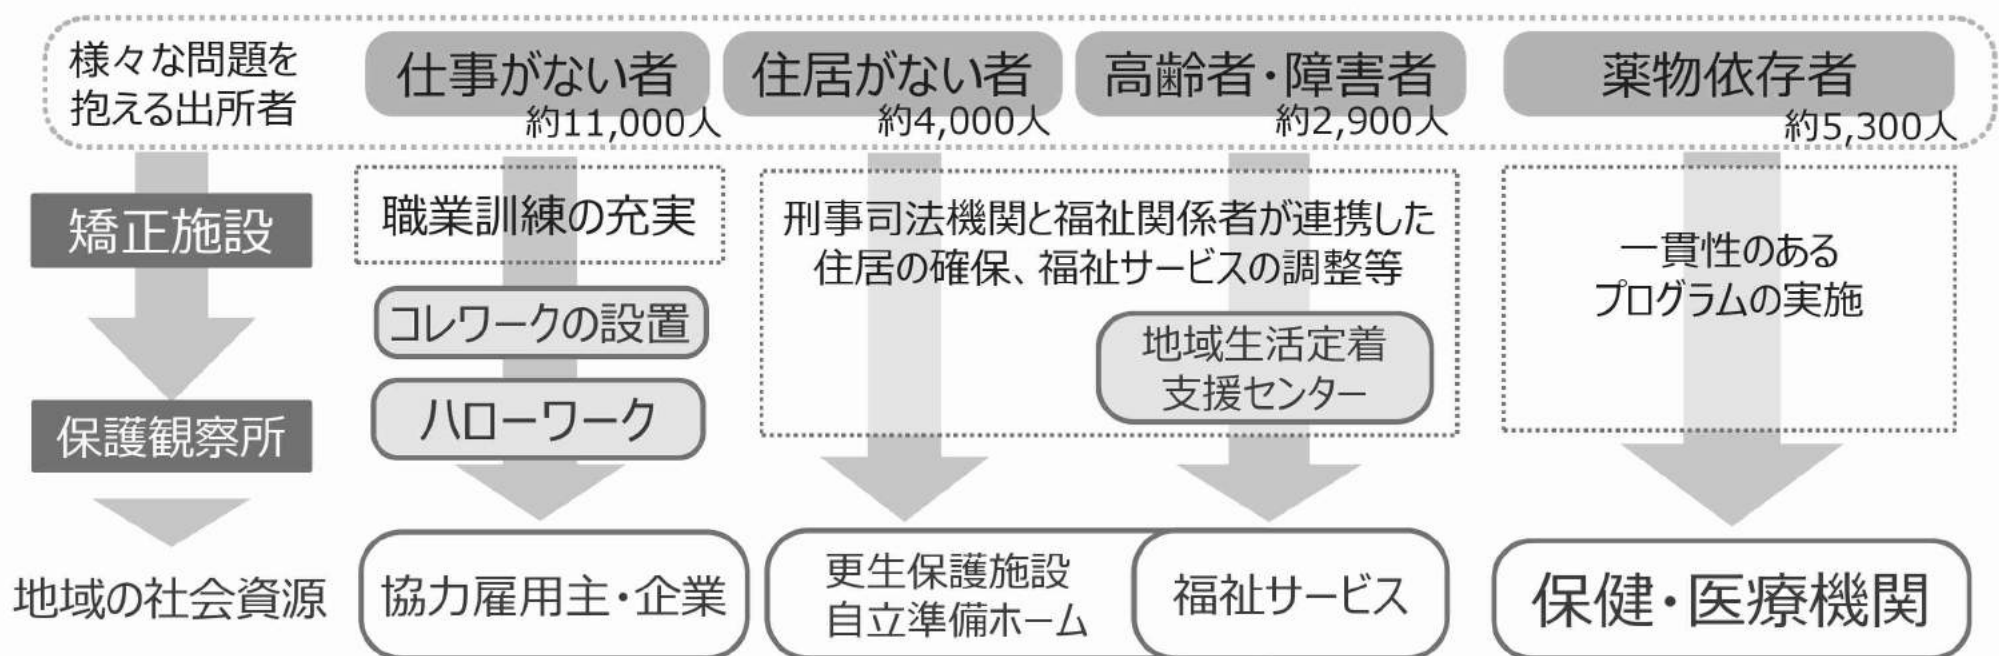 様々な問題を
抱える出所者
仕事がない者
約11,000人
住居がない者
約4,000人
高齢者・障害者
約2,900人
薬物依存者
約5,300人
矯正施設
職業訓練の充実
刑事司法機関と福祉関係者が連携した
住居の確保、福祉サービスの調整等
一貫性のある
プログラムの実施
コレワークの設置
地域生活定着
支援センター
保護観察所
ハローワーク
地域の社会資源
協力雇用主・企業
更生保護施設
自立準備ホーム
福祉サービス
保健・医療機関